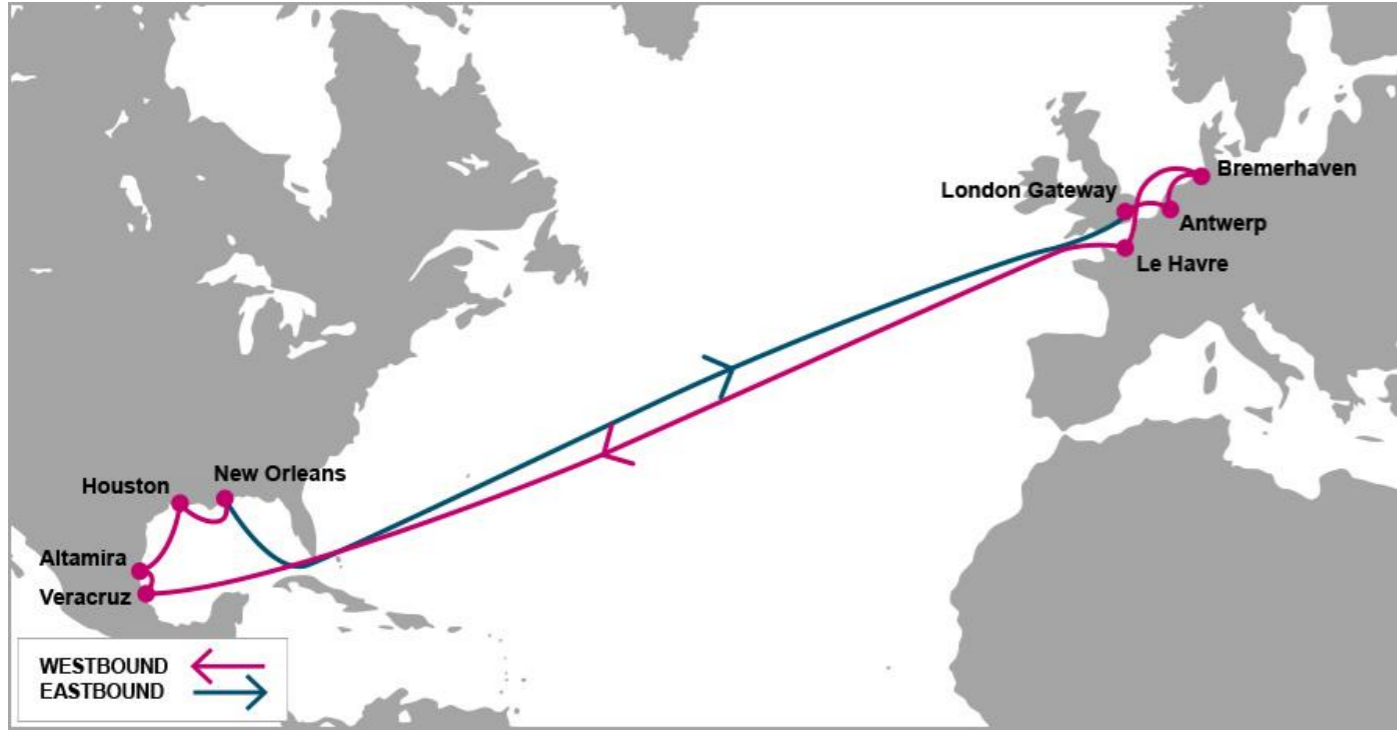 Bremerhaven
London Gateway
Antwerp
Le Havre
New Orleans
Houston
Altamira
Veracruz
WESTBOUND
EASTBOUND